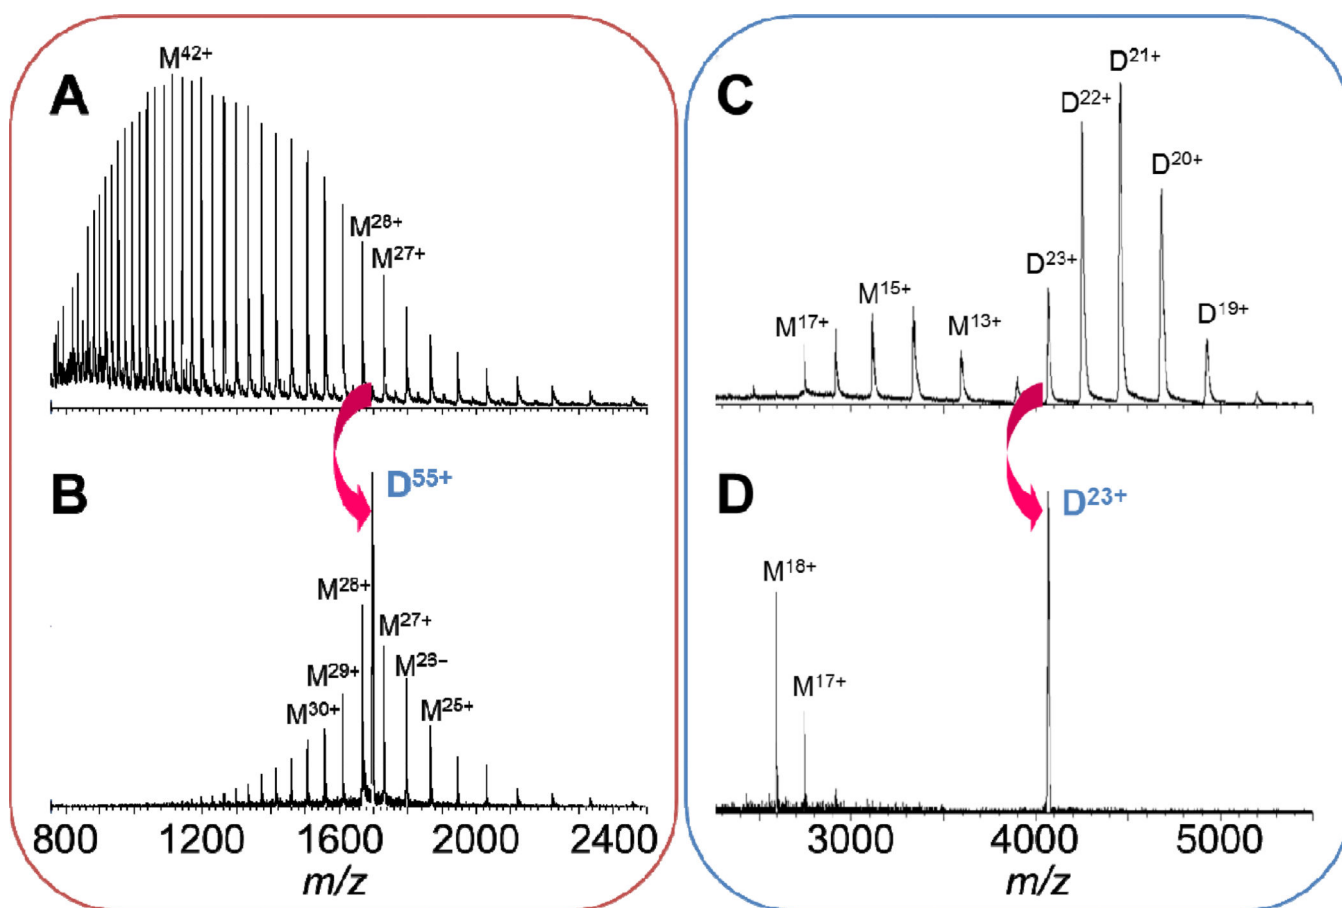 A
M42+
M28+
M27+
B
D55+
M28+
M27+
M29+
M26+
M30+
M25+
800 1200 1600 2000 2400
m/z
C
D21+
D22+
D20+
D23+
D19+
M15+
M17+
M13+
D
D23+
M18+
M17+
3000 4000 5000
m/z